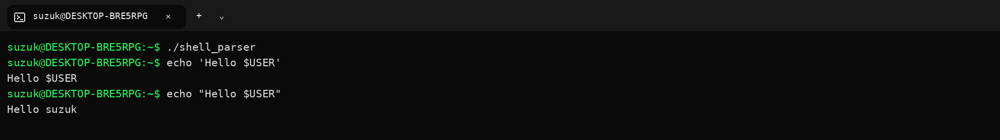 suzuk@DESKTOP-BRE5RPG × + ⌄
suzuk@DESKTOP-BRE5RPG:~$ ./shell_parser
suzuk@DESKTOP-BRE5RPG:~$ echo 'Hello $USER'
Hello $USER
suzuk@DESKTOP-BRE5RPG:~$ echo "Hello $USER"
Hello suzuk